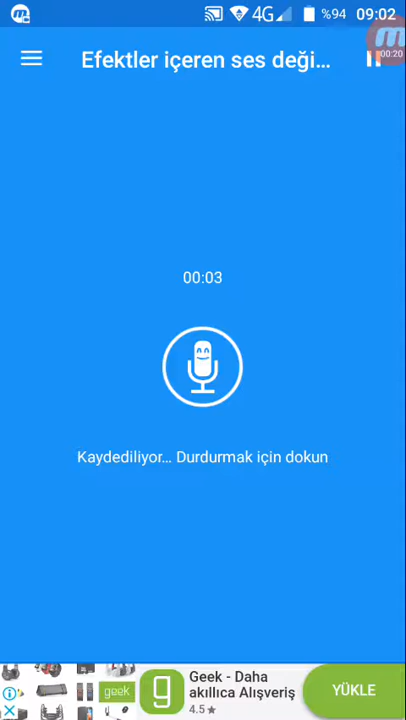 4G %94 09:02
Efektler içeren ses deği...
00:20
00:03
Kaydediliyor... Durdurmak için dokun
geek
Geek - Daha
akıllıca Alışveriş
4.5★
YÜKLE